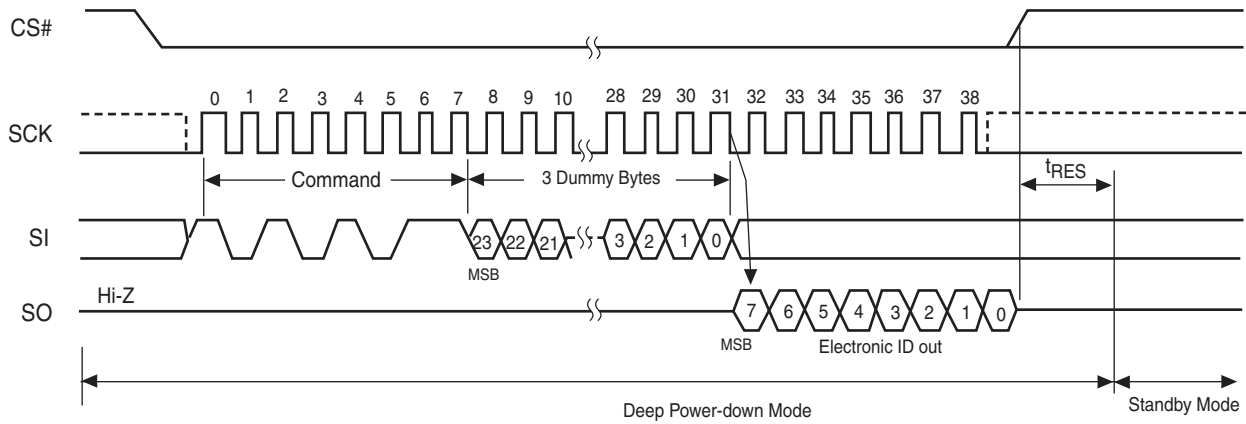 CS#
0 1 2 3 4 5 6 7 8 9 10 28 29 30 31 32 33 34 35 36 37 38
SCK
Command 3 Dummy Bytes tRES
SI 23 22 21 3 2 1 0
MSB
Hi-Z
SO 7 6 5 4 3 2 1 0
MSB Electronic ID out
Deep Power-down Mode Standby Mode